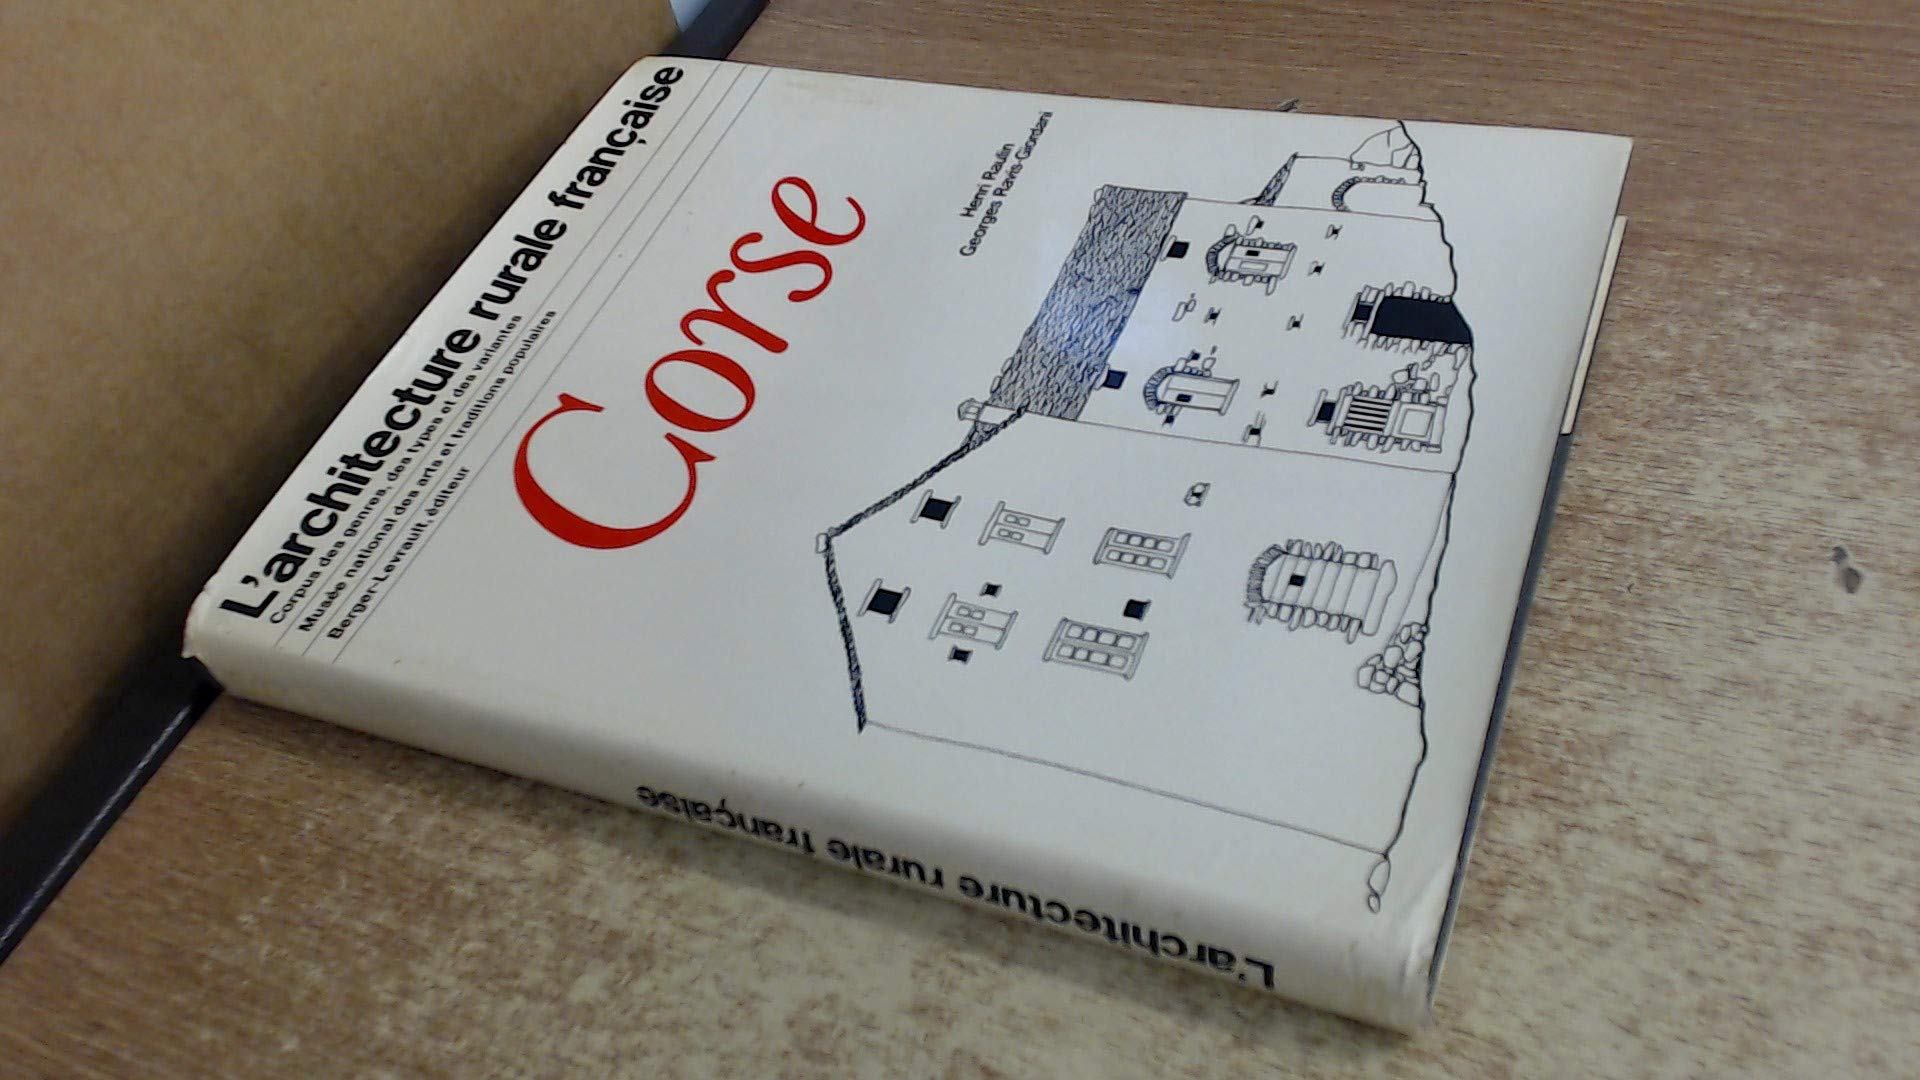 L'architecture rurale française
Corpus des genres, des types et des variantes
Musée national des arts et traditions populaires
Berger-Levrault, éditeur
Corse
Henri Raulin
Georges Ravis-Giordani
L'architecture rurale française